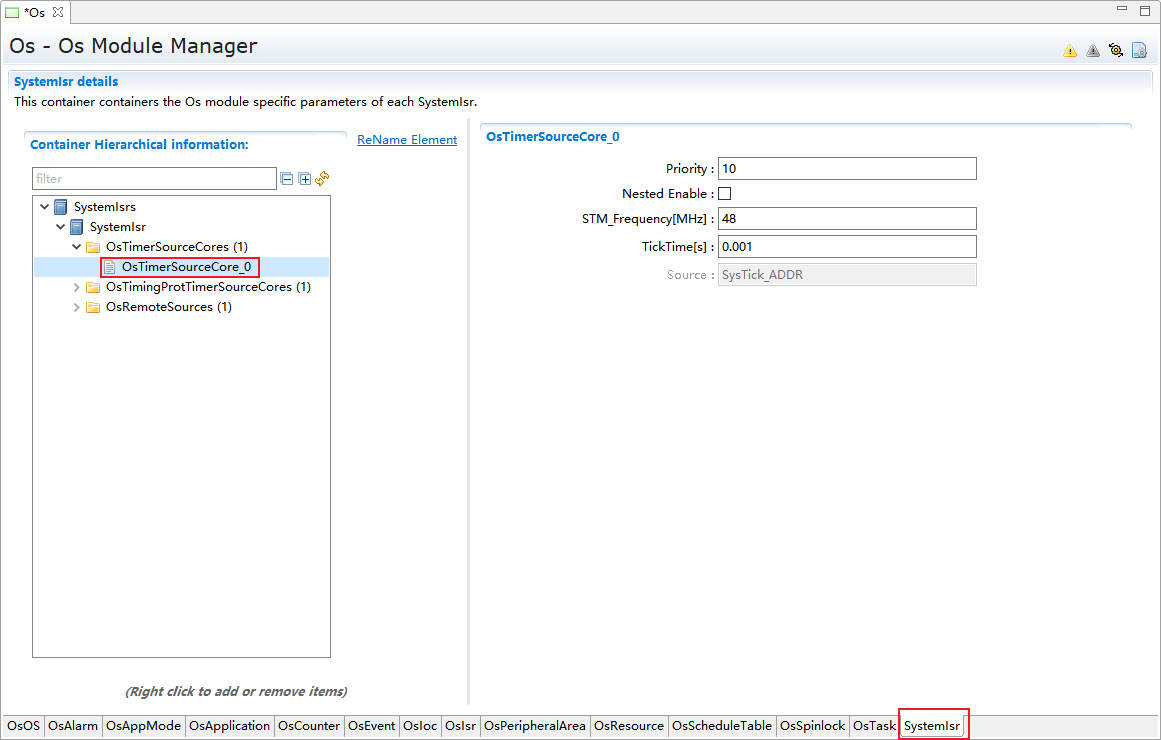 *Os
Os - Os Module Manager
SystemIsr details
This container containers the Os module specific parameters of each SystemIsr.
Container Hierarchical information:
ReName Element
filter
SystemIsrs
SystemIsr
OsTimerSourceCores (1)
OsTimerSourceCore_0
OsTimingProtTimerSourceCores (1)
OsRemoteSources (1)
(Right click to add or remove items)
OsTimerSourceCore_0
Priority : 10
Nested Enable :
STM_Frequency[MHz] : 48
TickTime[s] : 0.001
Source : SysTick_ADDR
OsOS OsAlarm OsAppMode OsApplication OsCounter OsEvent OsIoc OsIsr OsPeripheralArea OsResource OsScheduleTable OsSpinlock OsTask SystemIsr